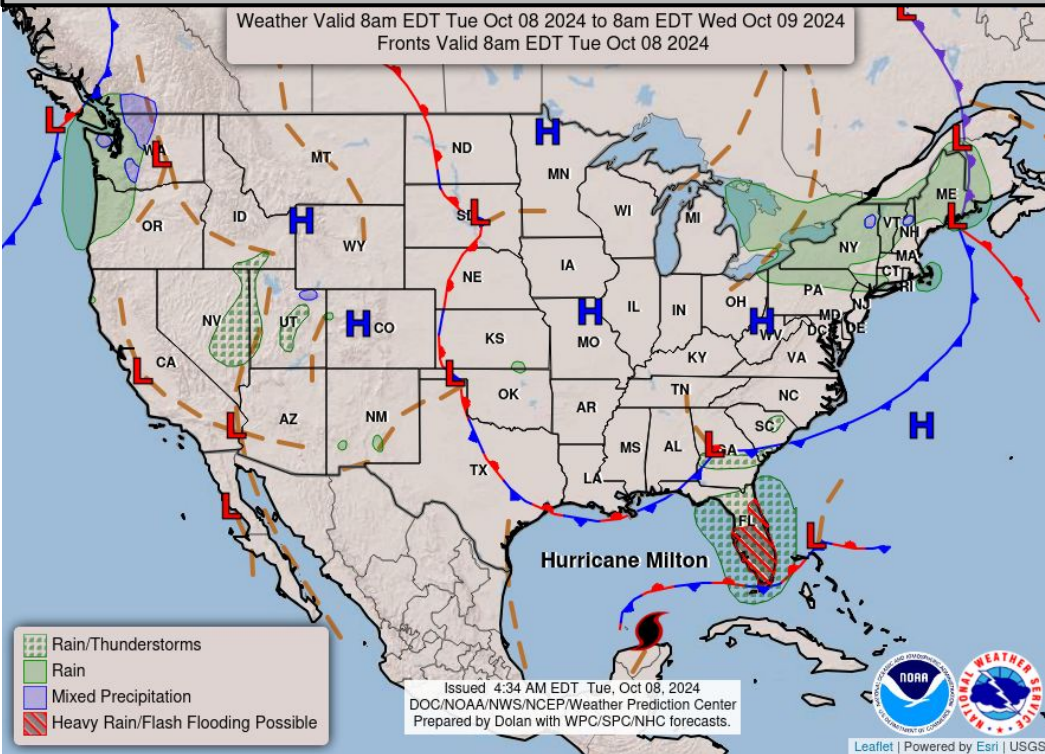 Weather Valid 8am EDT Tue Oct 08 2024 to 8am EDT Wed Oct 09 2024
Fronts Valid 8am EDT Tue Oct 08 2024
L
L
H
L
WA
L
MT
ND
MN
ME
OR
ID
H
WY
SD
L
WI
MI
VT
NH
L
NY
MA
CT
RI
NE
IA
NV
UT
H
CO
IL
IN
OH
PA
NJ
MD
DE
DC
H
WV
H
MO
KS
VA
KY
CA
L
L
OK
AR
TN
NC
AZ
NM
L
SC
H
MS
AL
L
GA
TX
LA
L
FL
L
Hurricane Milton
Rain/Thunderstorms
Rain
Mixed Precipitation
Heavy Rain/Flash Flooding Possible
Issued 4:34 AM EDT Tue, Oct 08, 2024
DOC/NOAA/NWS/NCEP/Weather Prediction Center
Prepared by Dolan with WPC/SPC/NHC forecasts.
NOAA
NATIONAL WEATHER SERVICE
Leaflet | Powered by Esri | USGS